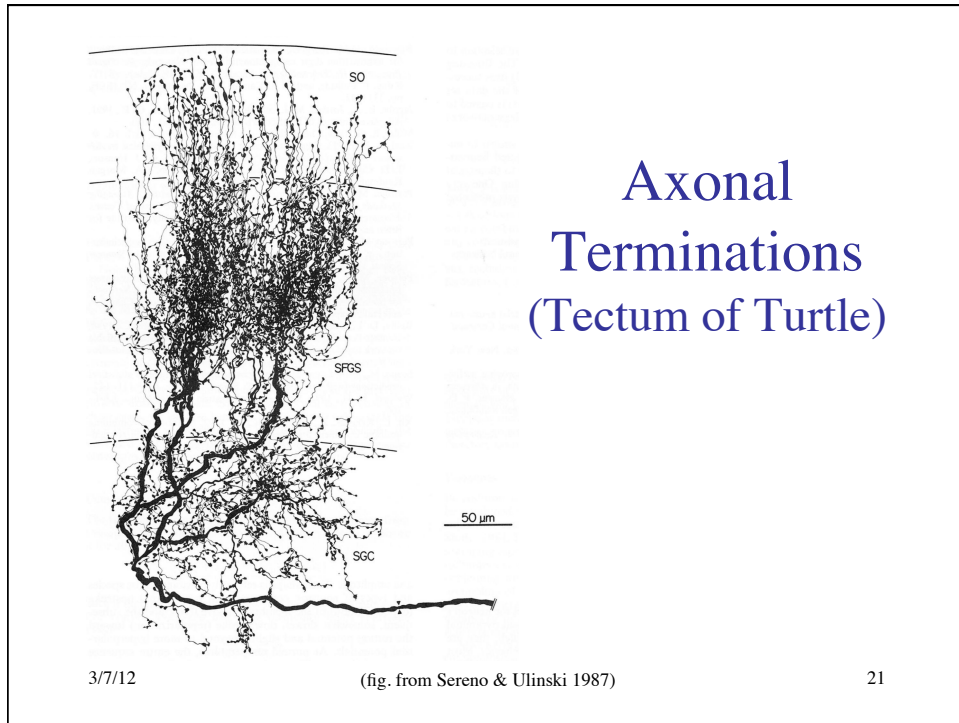 SO
Axonal
Terminations
(Tectum of Turtle)
SFGS
50 µm
SGC
3/7/12
(fig. from Sereno & Ulinski 1987)
21